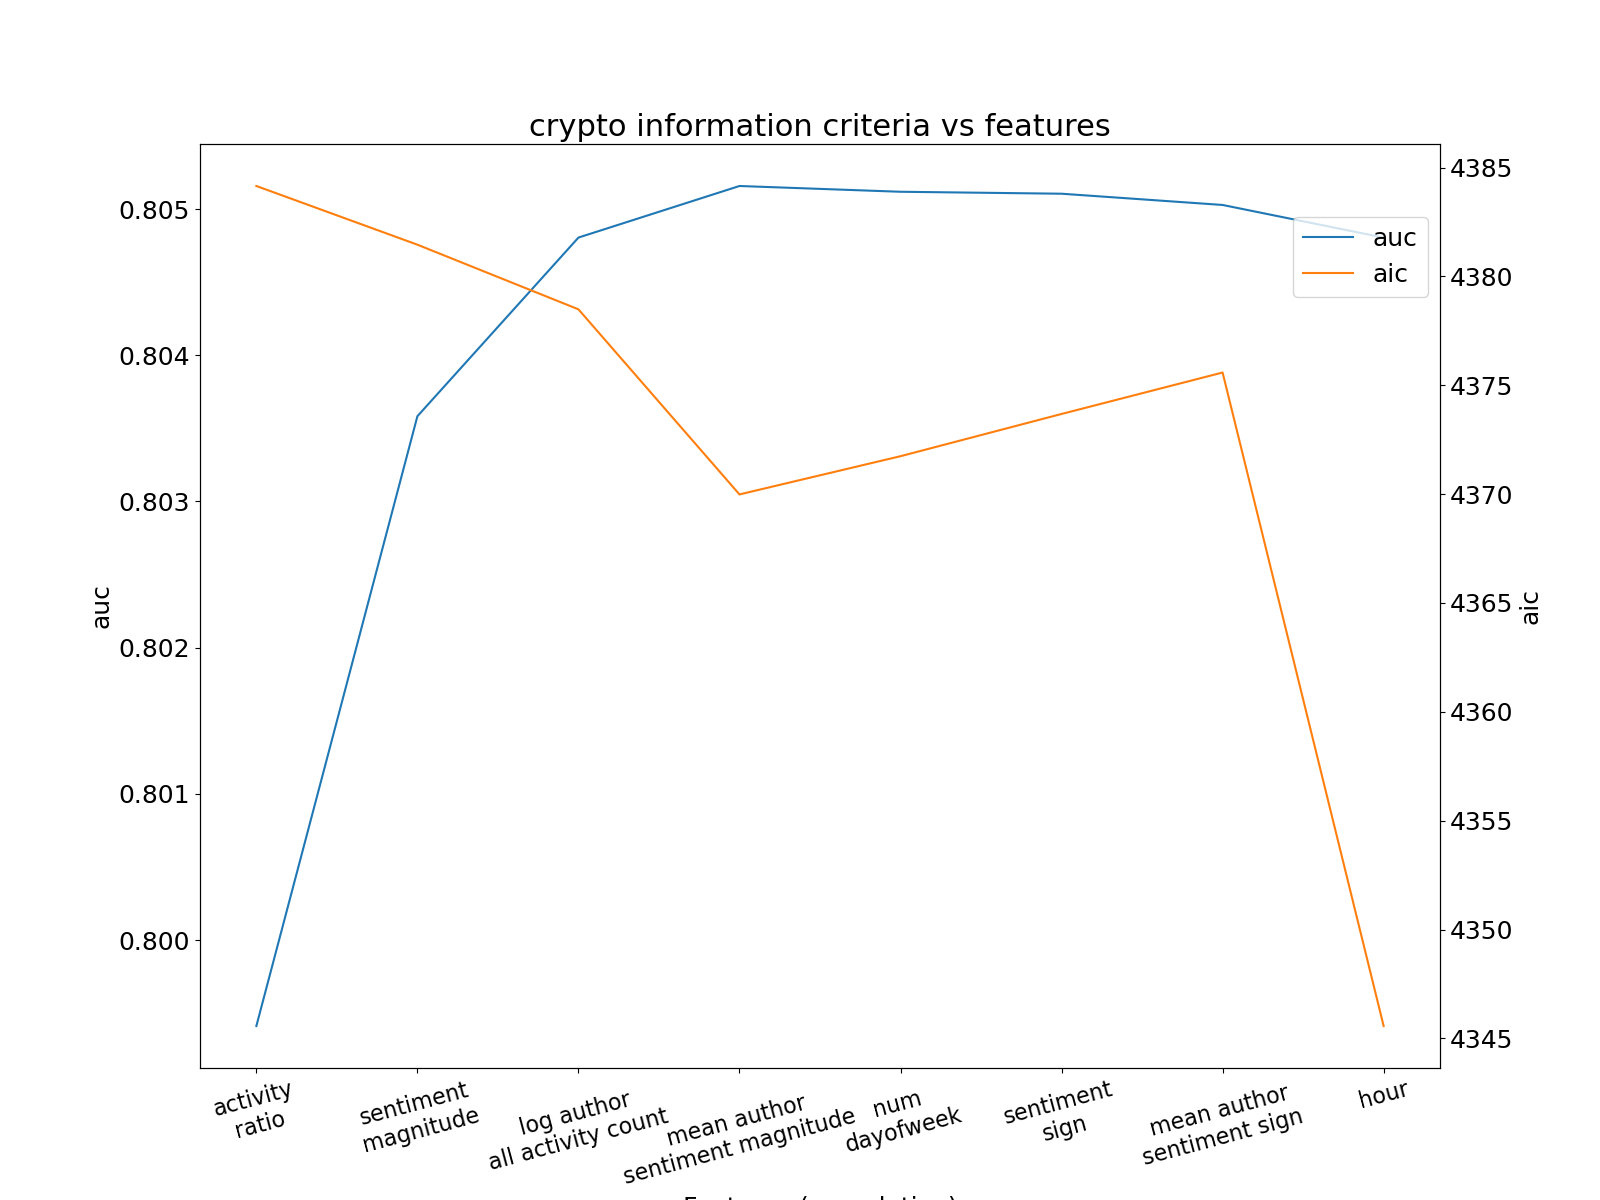 crypto information criteria vs features
0.805
0.804
0.803
0.802
0.801
0.800
auc
4385
4380
4375
4370
4365
4360
4355
4350
4345
aic
auc
aic
activity
ratio
sentiment
magnitude
log author
all activity count
mean author
sentiment magnitude
num
dayofweek
sentiment
sign
mean author
sentiment sign
hour